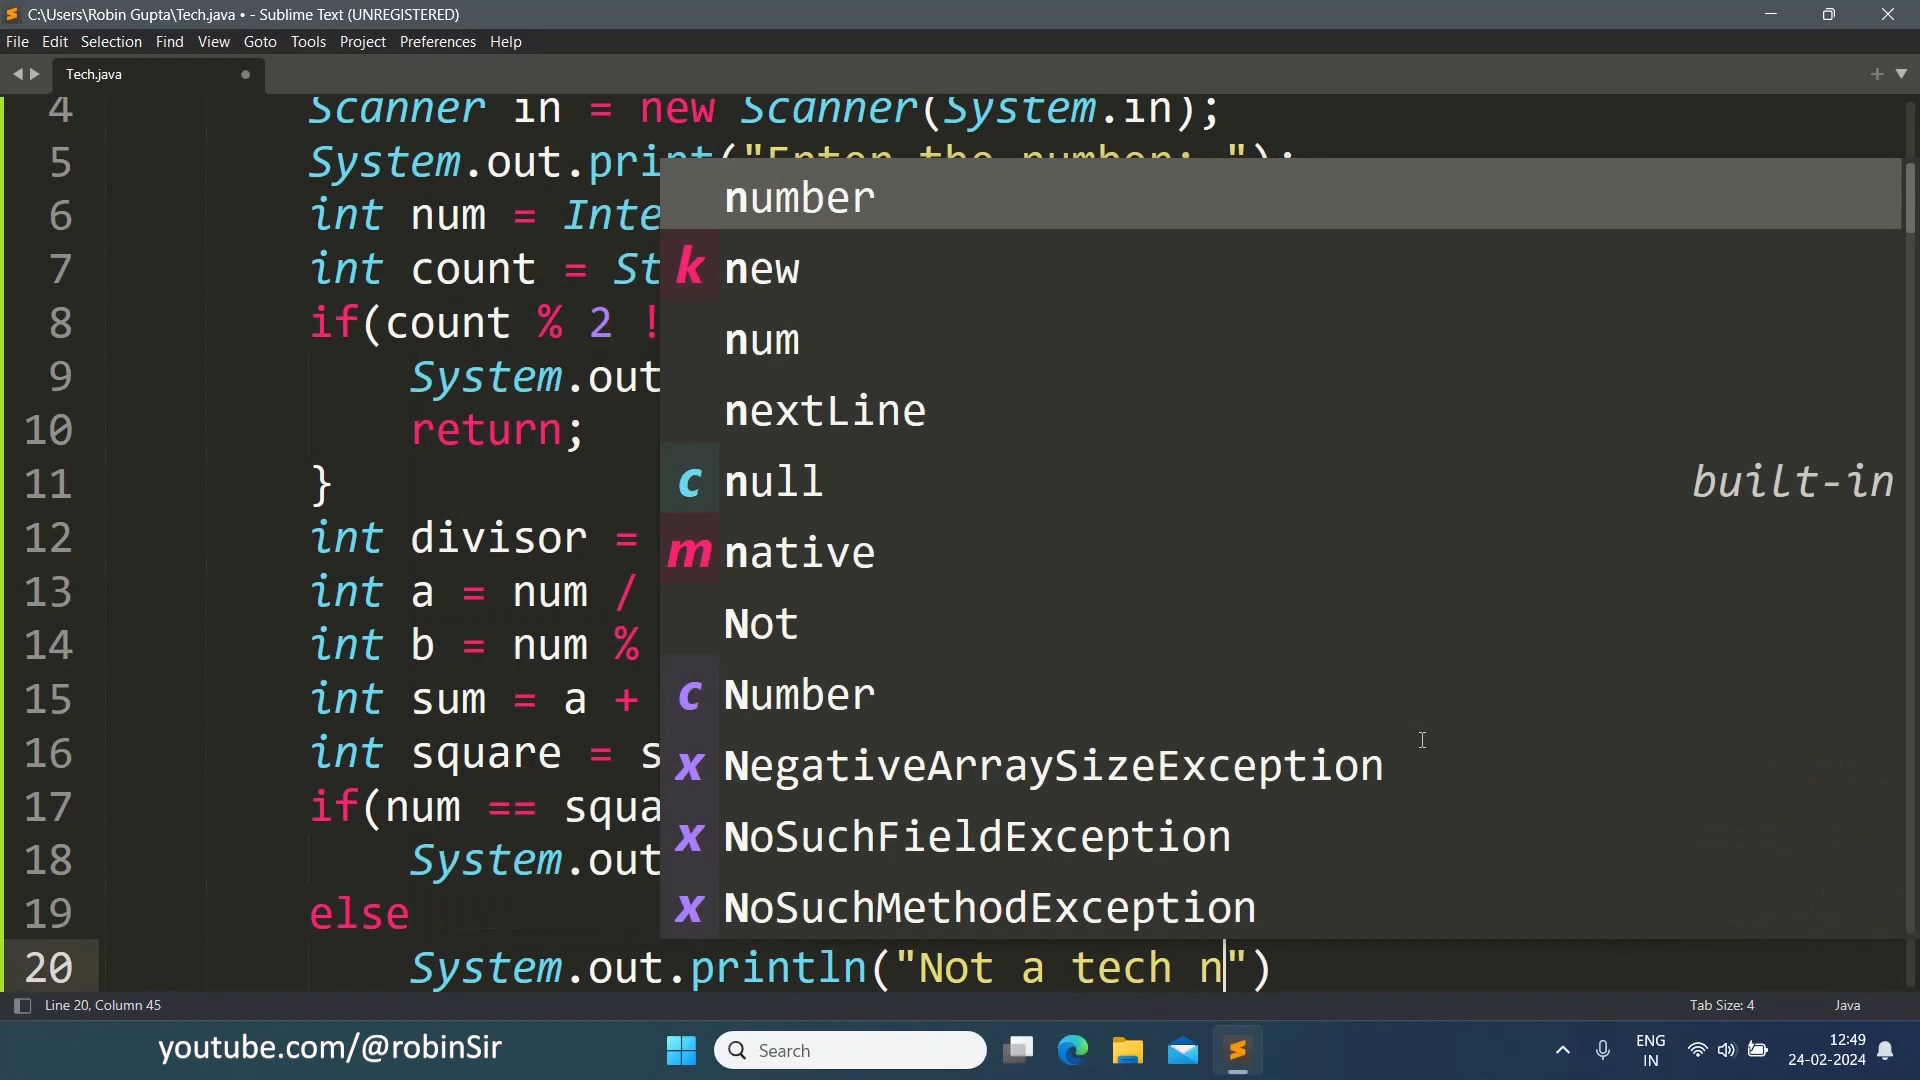 C:\Users\Robin Gupta\Tech.java • - Sublime Text (UNREGISTERED)
File Edit Selection Find View Goto Tools Project Preferences Help
Tech.java
4 Scanner in = new Scanner(System.in);
5 System.out.print("Enter the number: ");
6 int num = Inte
7 int count = St
8 if(count % 2 !
9 System.out
10 return;
11 }
12 int divisor =
13 int a = num /
14 int b = num %
15 int sum = a +
16 int square = s
17 if(num == squa
18 System.out
19 else
20 System.out.println("Not a tech n")
number
k new
num
nextLine
c null built-in
m native
Not
c Number
x NegativeArraySizeException
x NoSuchFieldException
x NoSuchMethodException
Line 20, Column 45 Tab Size: 4 Java
youtube.com/@robinSir
Search
ENG
IN
12:49
24-02-2024